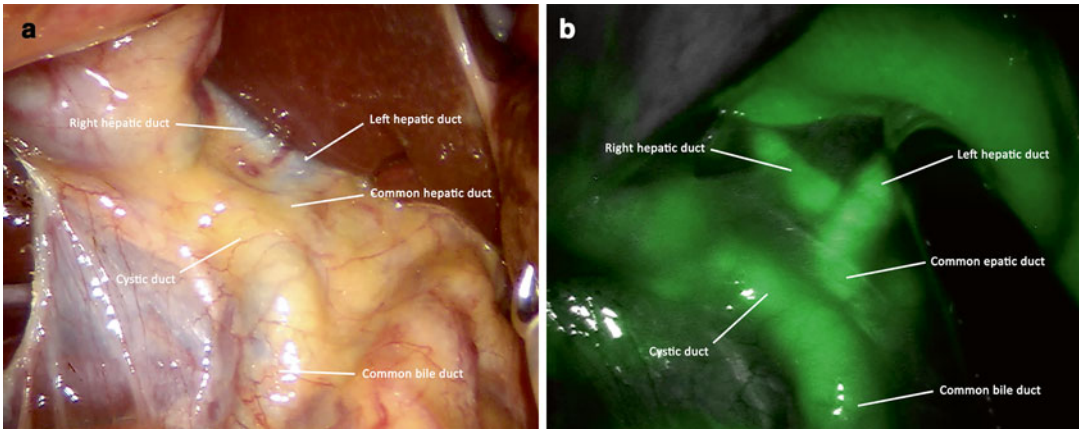 a
Right hepatic duct
Left hepatic duct
Common hepatic duct
Cystic duct
Common bile duct
b
Right hepatic duct
Left hepatic duct
Common epatic duct
Cystic duct
Common bile duct